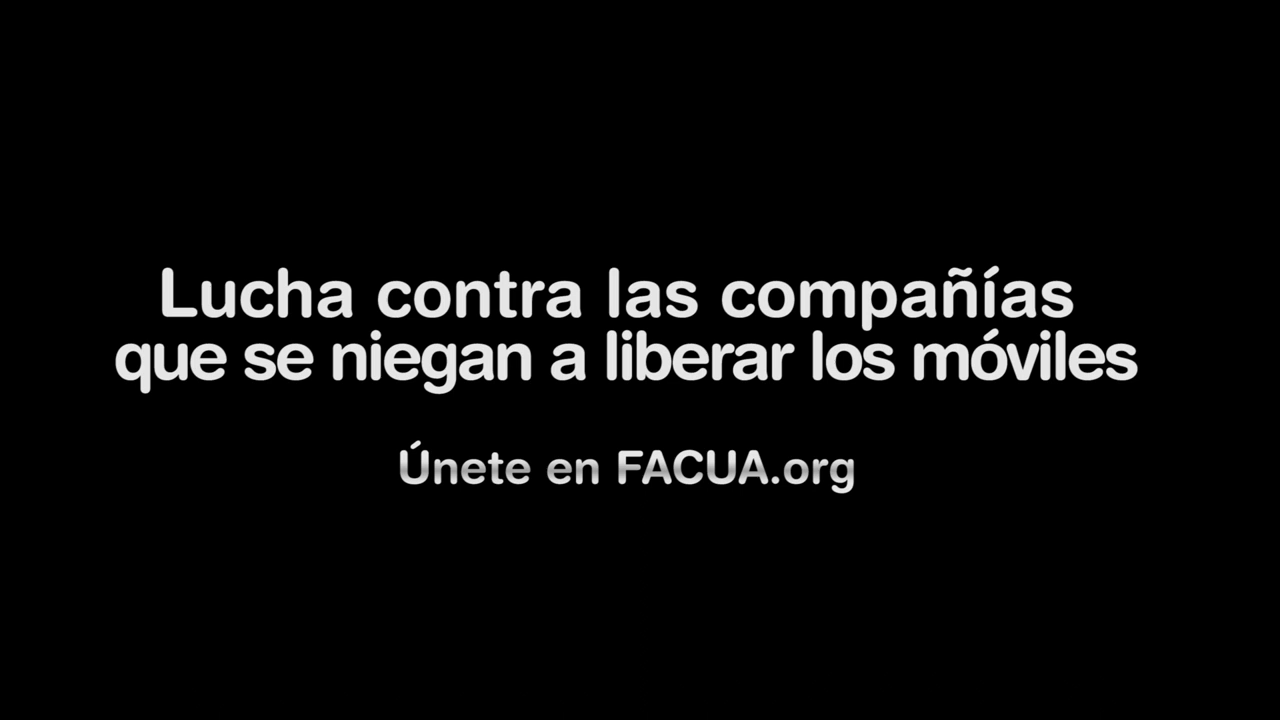 Lucha contra las compañías
que se niegan a liberar los móviles
Únete en FACUA.org